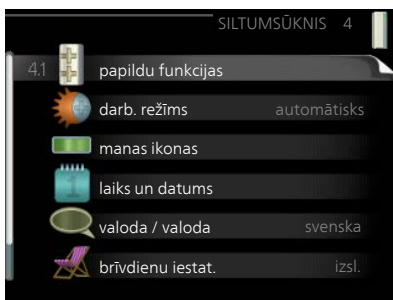 SILTUMSŪKNIS 4
4.1 papildu funkcijas
darb. režīms automātisks
manas ikonas
laiks un datums
valoda / valoda svenska
brīvdienu iestat. izsl.